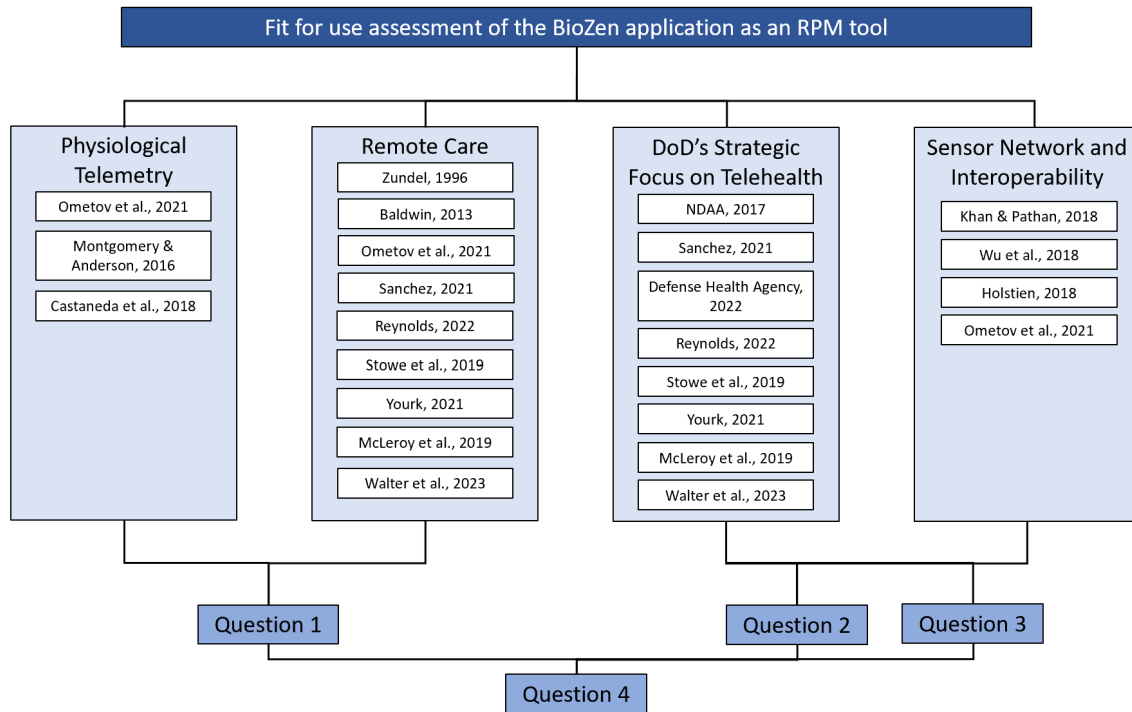 Fit for use assessment of the BioZen application as an RPM tool
Physiological
Telemetry
Ometov et al., 2021
Montgomery &
Anderson, 2016
Castaneda et al., 2018
Remote Care
Zundel, 1996
Baldwin, 2013
Ometov et al., 2021
Sanchez, 2021
Reynolds, 2022
Stowe et al., 2019
Yourk, 2021
McLeroy et al., 2019
Walter et al., 2023
DoD’s Strategic
Focus on Telehealth
NDAA, 2017
Sanchez, 2021
Defense Health Agency,
2022
Reynolds, 2022
Stowe et al., 2019
Yourk, 2021
McLeroy et al., 2019
Walter et al., 2023
Sensor Network and
Interoperability
Khan & Pathan, 2018
Wu et al., 2018
Holstien, 2018
Ometov et al., 2021
Question 1
Question 2
Question 3
Question 4